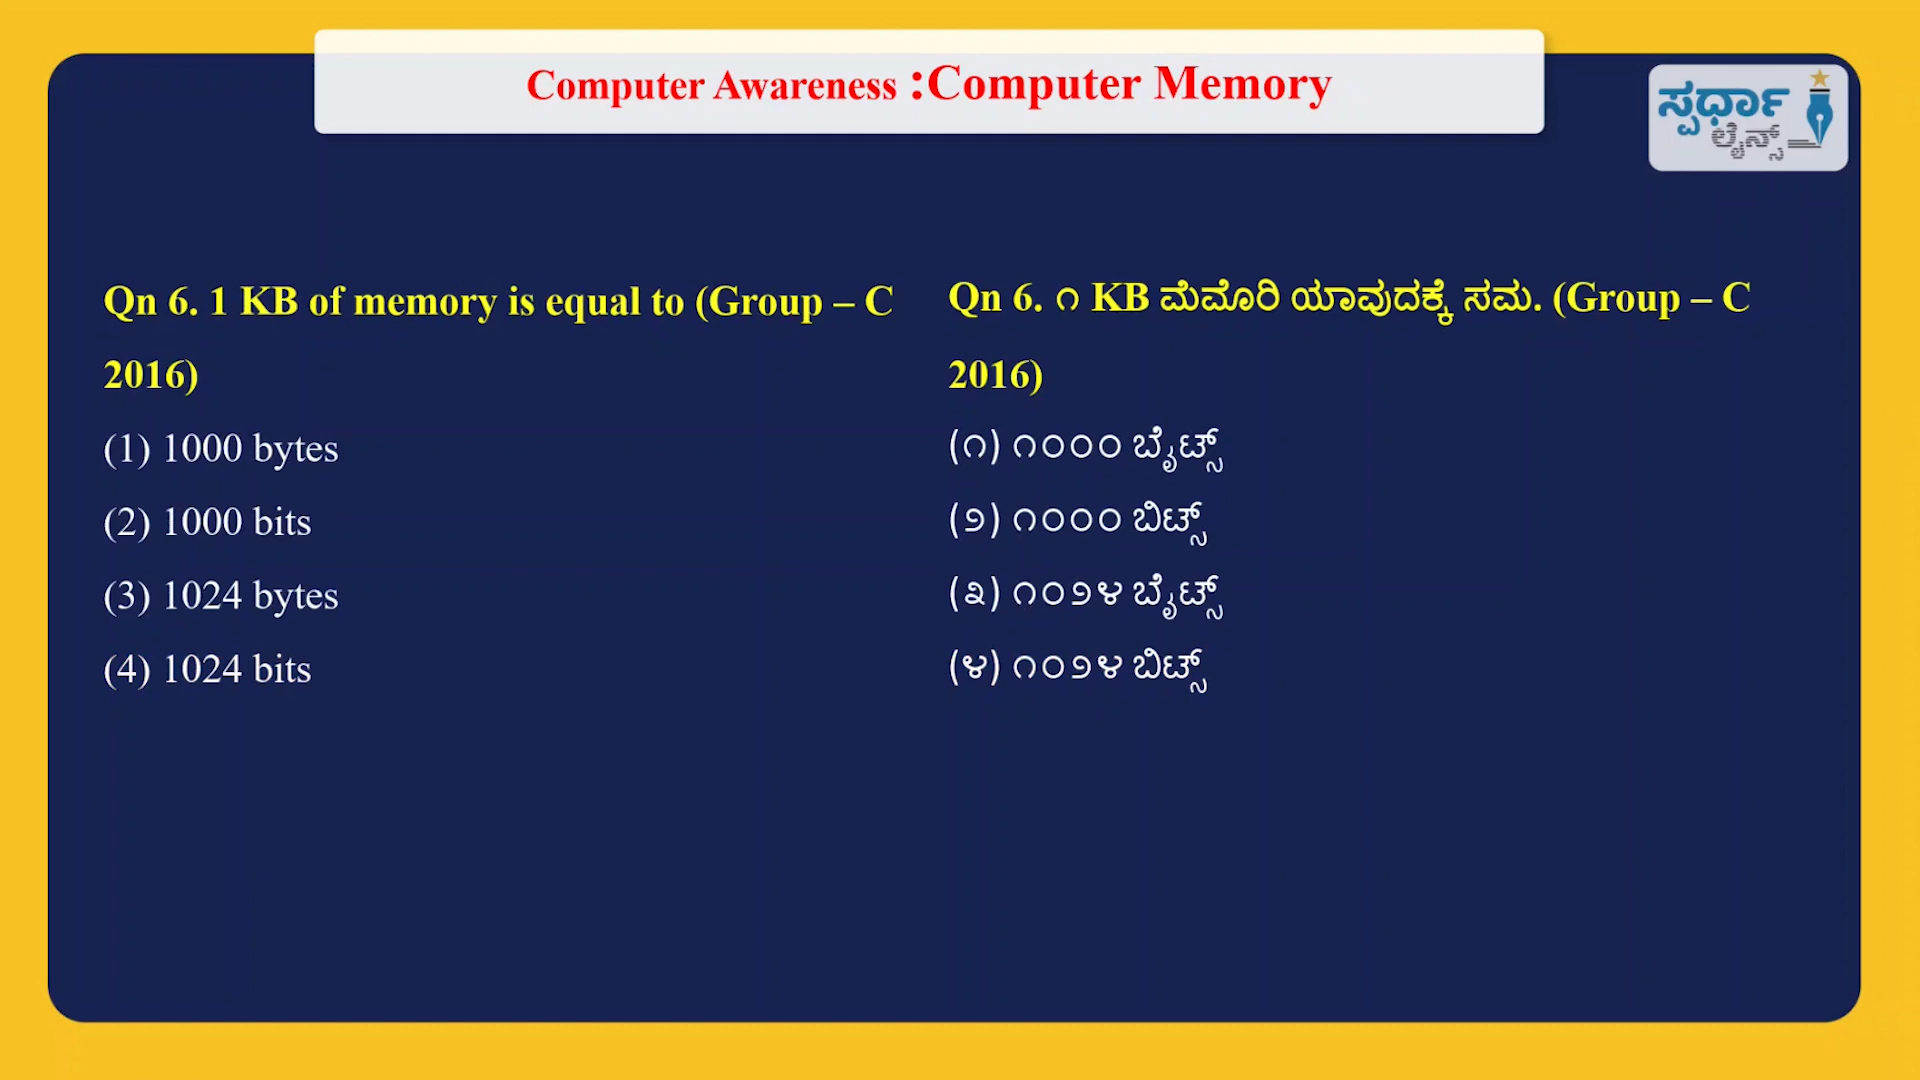 Computer Awareness :Computer Memory
ಸ್ಪರ್ಧಾ
ಲೈನ್ಸ್
Qn 6. 1 KB of memory is equal to (Group – C
2016)
(1) 1000 bytes
(2) 1000 bits
(3) 1024 bytes
(4) 1024 bits
Qn 6. ೧ KB ಮೆಮೊರಿ ಯಾವುದಕ್ಕೆ ಸಮ. (Group – C
2016)
(೧) ೧೦೦೦ ಬೈಟ್ಸ್
(೨) ೧೦೦೦ ಬಿಟ್ಸ್
(೩) ೧೦೨೪ ಬೈಟ್ಸ್
(೪) ೧೦೨೪ ಬಿಟ್ಸ್